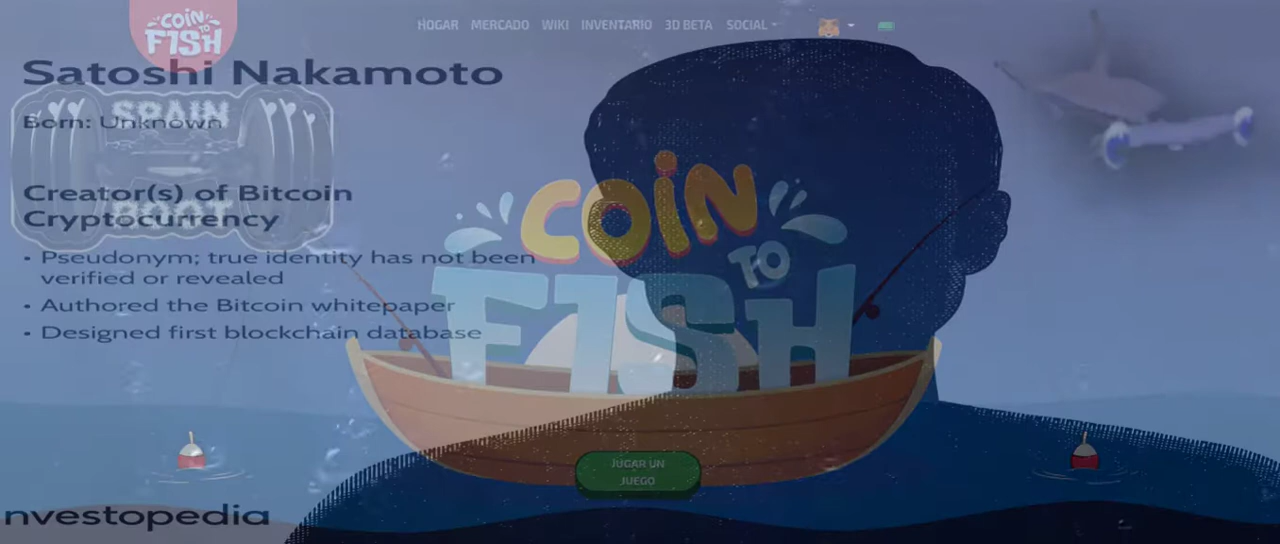 COIN
TO
FISH
HOGAR MERCADO WIKI INVENTARIO 3D BETA SOCIAL
Satoshi Nakamoto
SPAIN
Born: Unknown
Creator(s) of Bitcoin
Cryptocurrency
ROOT
• Pseudonym; true identity has not been
verified or revealed
• Authored the Bitcoin whitepaper
• Designed first blockchain database
COIN
TO
FISH
JUGAR UN
JUEGO
nvestopedia